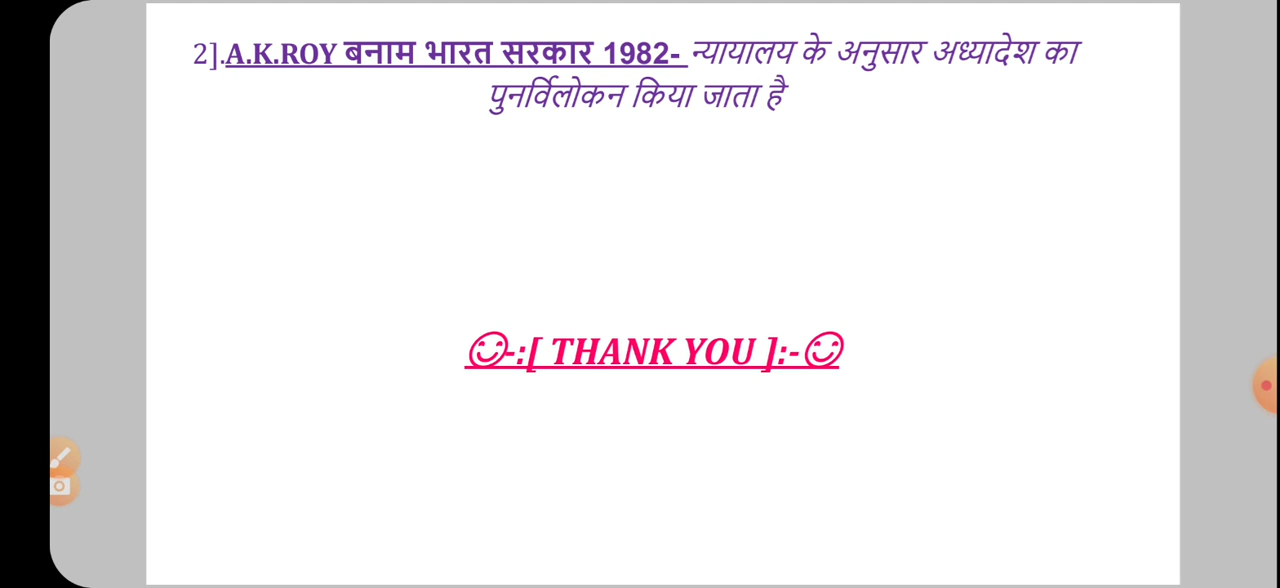 2].A.K.ROY बनाम भारत सरकार 1982- न्यायालय के अनुसार अध्यादेश का
पुनर्विलोकन किया जाता है
☺-:[ THANK YOU ]:-☺